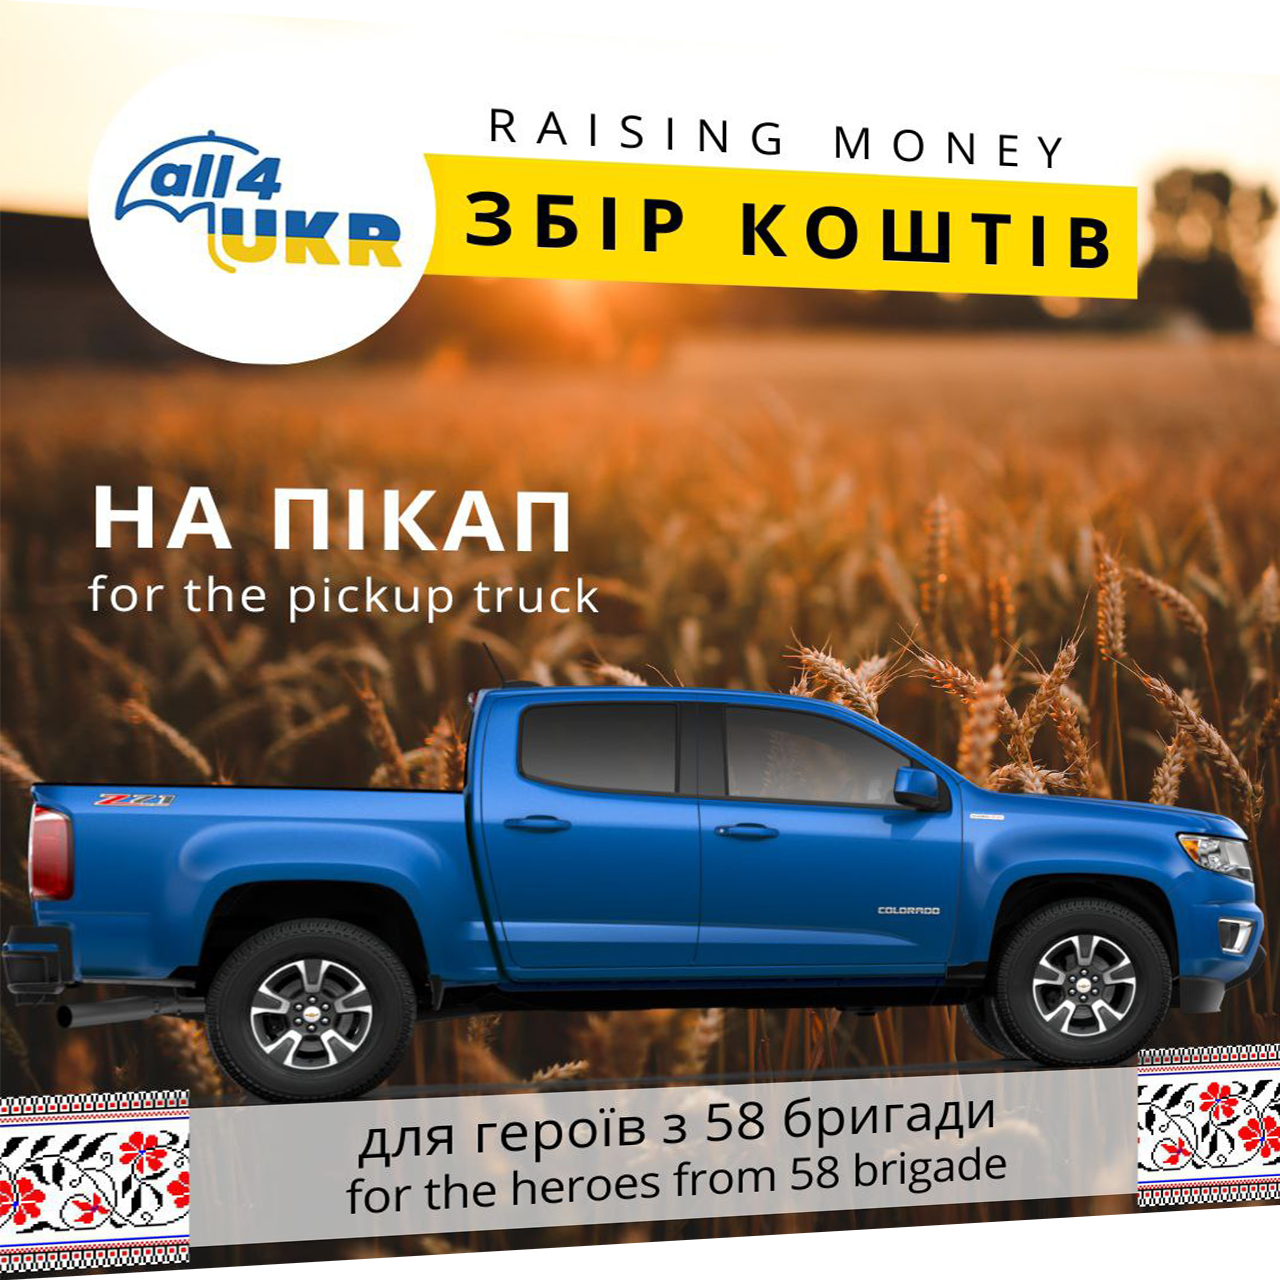 all4
UKR
RAISING MONEY
ЗБІР КОШТІВ
НА ПІКАП
for the pickup truck
Z71
COLORADO
для героїв з 58 бригади
for the heroes from 58 brigade